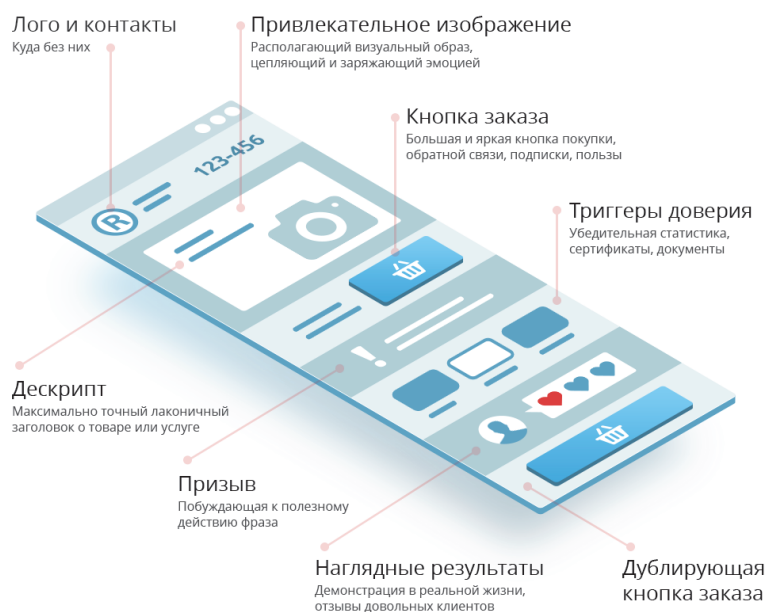 Лого и контакты
Куда без них
Привлекательное изображение
Располагающий визуальный образ,
цепляющий и заряжающий эмоцией
Кнопка заказа
Большая и яркая кнопка покупки,
обратной связи, подписки, пользы
123-456
R
Триггеры доверия
Убедительная статистика,
сертификаты, документы
!
Дескрипт
Максимально точный лаконичный
заголовок о товаре или услуге
Призыв
Побуждающая к полезному
действию фраза
Наглядные результаты
Демонстрация в реальной жизни,
отзывы довольных клиентов
Дублирующая
кнопка заказа